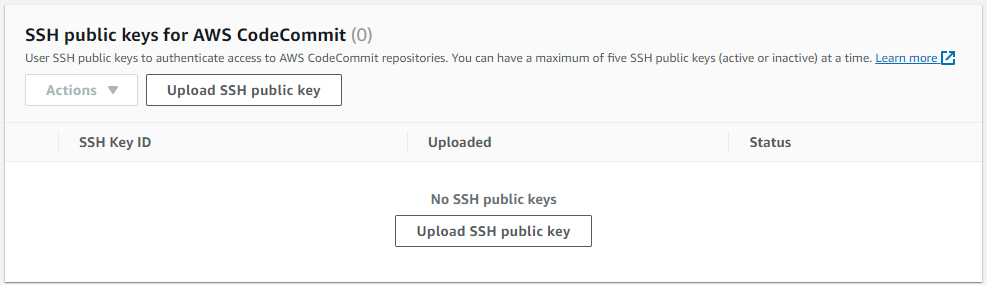 SSH public keys for AWS CodeCommit (0)
User SSH public keys to authenticate access to AWS CodeCommit repositories. You can have a maximum of five SSH public keys (active or inactive) at a time. Learn more
Actions Upload SSH public key
SSH Key ID Uploaded Status
No SSH public keys
Upload SSH public key